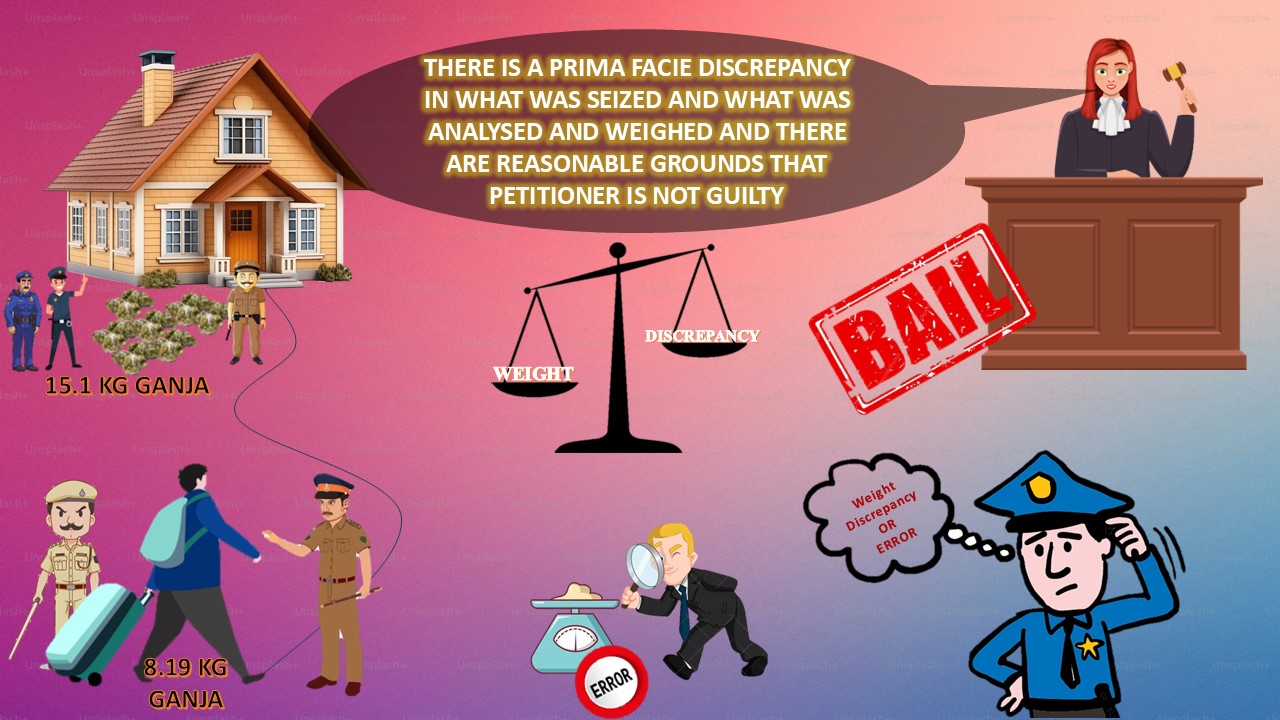 THERE IS A PRIMA FACIE DISCREPANCY
IN WHAT WAS SEIZED AND WHAT WAS
ANALYSED AND WEIGHED AND THERE
ARE REASONABLE GROUNDS THAT
PETITIONER IS NOT GUILTY
DISCREPANCY
WEIGHT
BAIL
15.1 KG GANJA
Weight
Discrepancy
OR
ERROR
8.19 KG
GANJA
ERROR
Unsplash+